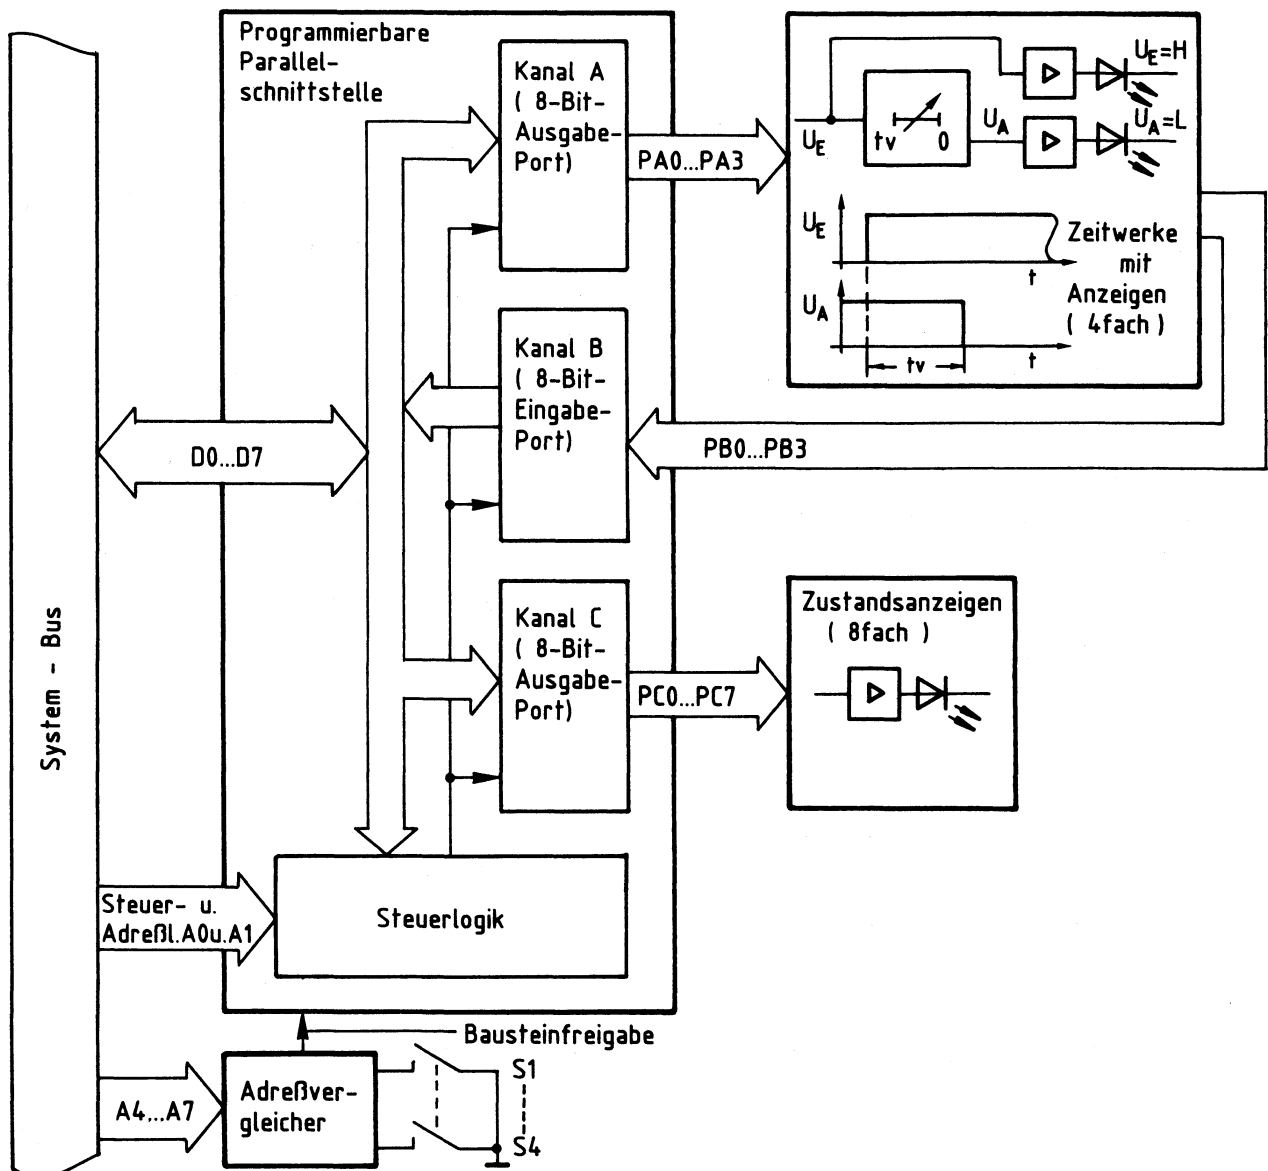 Programmierbare
Parallel-
schnittstelle
Kanal A
( 8-Bit-
Ausgabe-
Port)
PA0...PA3
U_E
tv 0
U_A
U_E=H
U_A=L
U_E
t
U_A
t
tv
Zeitwerke
mit
Anzeigen
( 4fach )
Kanal B
( 8-Bit-
Eingabe-
Port)
D0...D7
PB0...PB3
System - Bus
Kanal C
( 8-Bit-
Ausgabe-
Port)
PC0...PC7
Zustandsanzeigen
( 8fach )
Steuer- u.
Adreßl.A0u.A1
Steuerlogik
Bausteinfreigabe
A4...A7
Adreßver-
gleicher
S1
S4